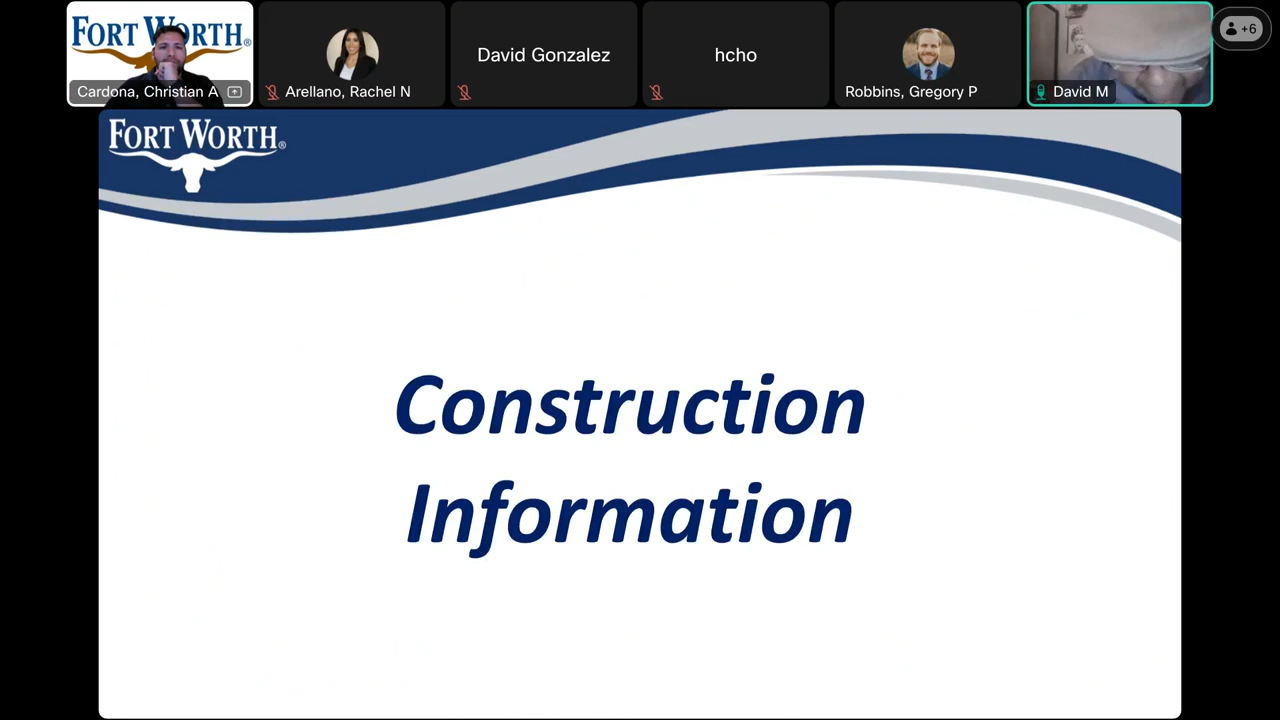 FORT WORTH®
Cardona, Christian A
Arellano, Rachel N
David Gonzalez
hcho
Robbins, Gregory P
David M
+6
FORT WORTH®
Construction
Information